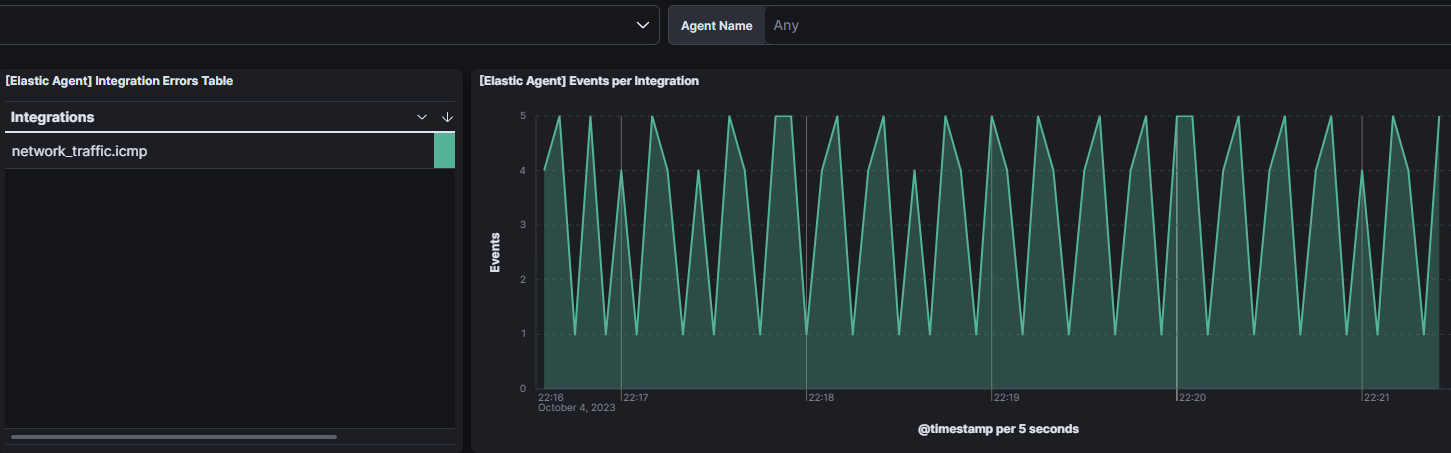 Agent Name Any
[Elastic Agent] Integration Errors Table
Integrations
network_traffic.icmp
[Elastic Agent] Events per Integration
Events
5
4
3
2
1
0
22:16 22:17 22:18 22:19 22:20 22:21
October 4, 2023
@timestamp per 5 seconds